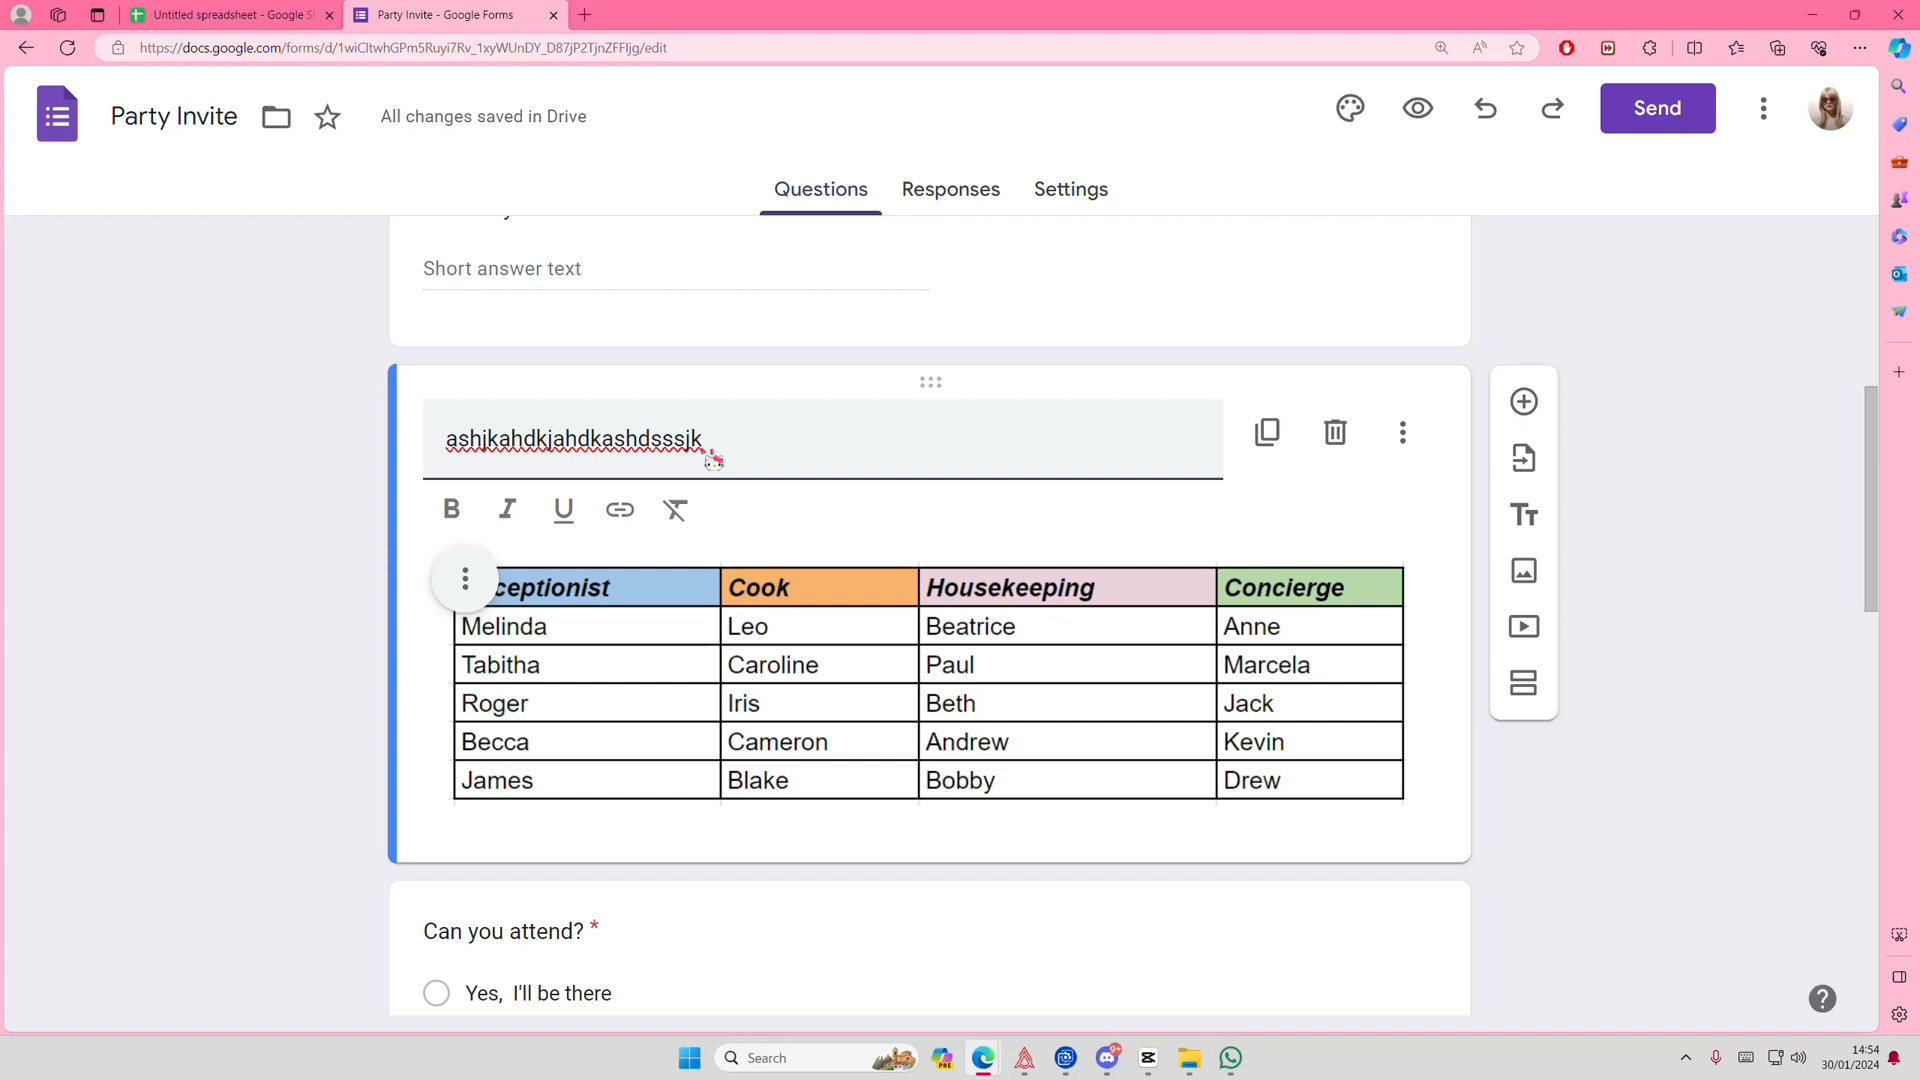 Untitled spreadsheet - Google S
Party Invite - Google Forms
https://docs.google.com/forms/d/1wiCItwhGPm5Ruyi7Rv_1xyWUnDY_D87jP2TjnZFFIjg/edit
Party Invite
All changes saved in Drive
Send
Questions Responses Settings
Short answer text
ashjkahdkjahdkashdsssjk
B I U
ceptionist Cook Housekeeping Concierge
Melinda Leo Beatrice Anne
Tabitha Caroline Paul Marcela
Roger Iris Beth Jack
Becca Cameron Andrew Kevin
James Blake Bobby Drew
Can you attend? *
Yes, I'll be there
Search
PRE
9+
14:54
30/01/2024